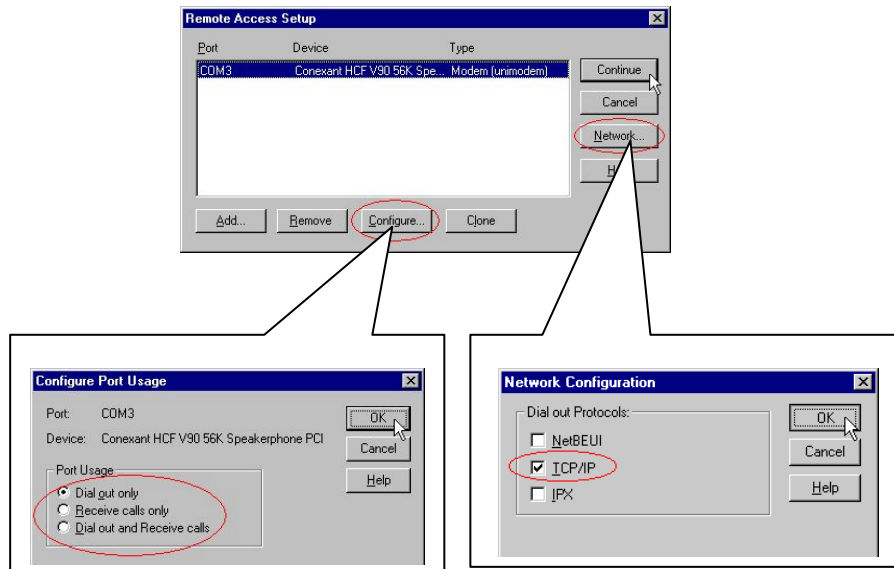 Remote Access Setup
Port Device Type
COM3 Conexant HCF V90 56K Spe... Modem (unimodem)
Continue
Cancel
Network...
Add... Remove Configure... Clone
Configure Port Usage
Port: COM3
Device: Conexant HCF V90 56K Speakerphone PCI
Port Usage
Dial out only
Receive calls only
Dial out and Receive calls
OK
Cancel
Help
Network Configuration
Dial out Protocols:
NetBEUI
TCP/IP
IPX
OK
Cancel
Help